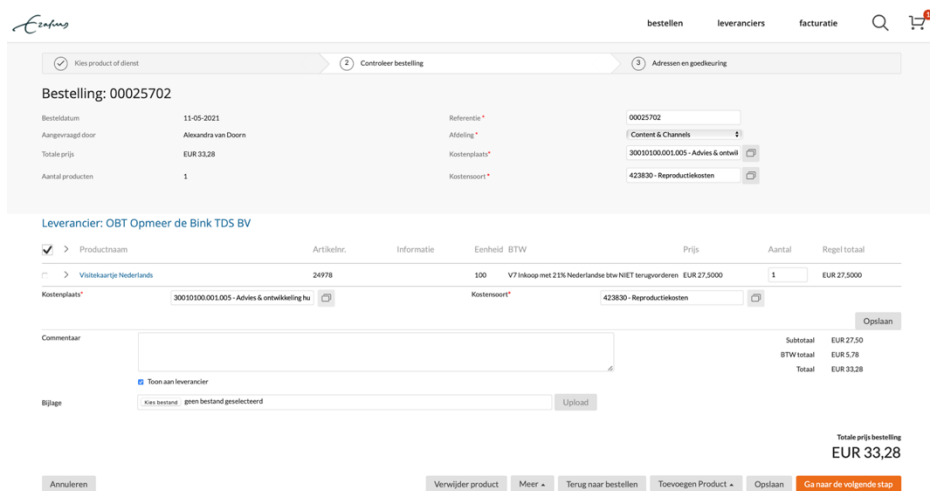 Erafus
bestellen leveranciers facturatie 1
Kies product of dienst 2 Controleer bestelling 3 Adressen en goedkeuring
Bestelling: 00025702
Besteldatum 11-05-2021 Referentie* 00025702
Aangevraagd door Alexandra van Doorn Afdeling* Content & Channels
Totale prijs EUR 33,28 Kostenplaats* 30010100.001.005 - Advies & ontwil
Aantal producten 1 Kostensoort* 423830 - Reproductiekosten
Leverancier: OBT Opmeer de Bink TDS BV
Productnaam Artikelnr. Informatie Eenheid BTW Prijs Aantal Regel totaal
Visitekaartje Nederlands 24978 100 V7 Inkoop met 21% Nederlandse btw NIET terugvorderen EUR 27,5000 1 EUR 27,5000
Kostenplaats* 30010100.001.005 - Advies & ontwikkeling hu Kostensoort* 423830 - Reproductiekosten
Opslaan
Commentaar
Subtotaal EUR 27,50
BTW totaal EUR 5,78
Totaal EUR 33,28
Toon aan leverancier
Bijlage Kies bestand geen bestand geselecteerd Upload
Totale prijs bestelling
EUR 33,28
Annuleren Verwijder product Meer Terug naar bestellen Toevoegen Product Opslaan Ga naar de volgende stap